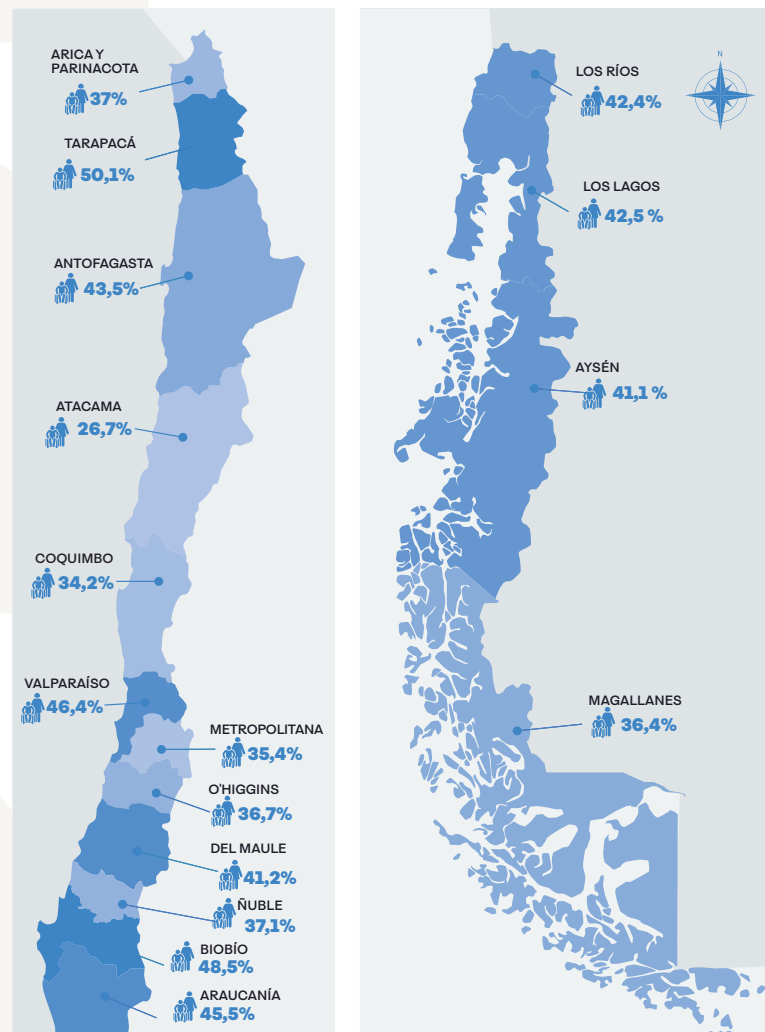 ARICA Y
PARINACOTA
37%
TARAPACÁ
50,1%
ANTOFAGASTA
43,5%
ATACAMA
26,7%
COQUIMBO
34,2%
VALPARAÍSO
46,4%
METROPOLITANA
35,4%
O'HIGGINS
36,7%
DEL MAULE
41,2%
ÑUBLE
37,1%
BIOBÍO
48,5%
ARAUCANÍA
45,5%
N
LOS RÍOS
42,4%
LOS LAGOS
42,5 %
AYSÉN
41,1 %
MAGALLANES
36,4%